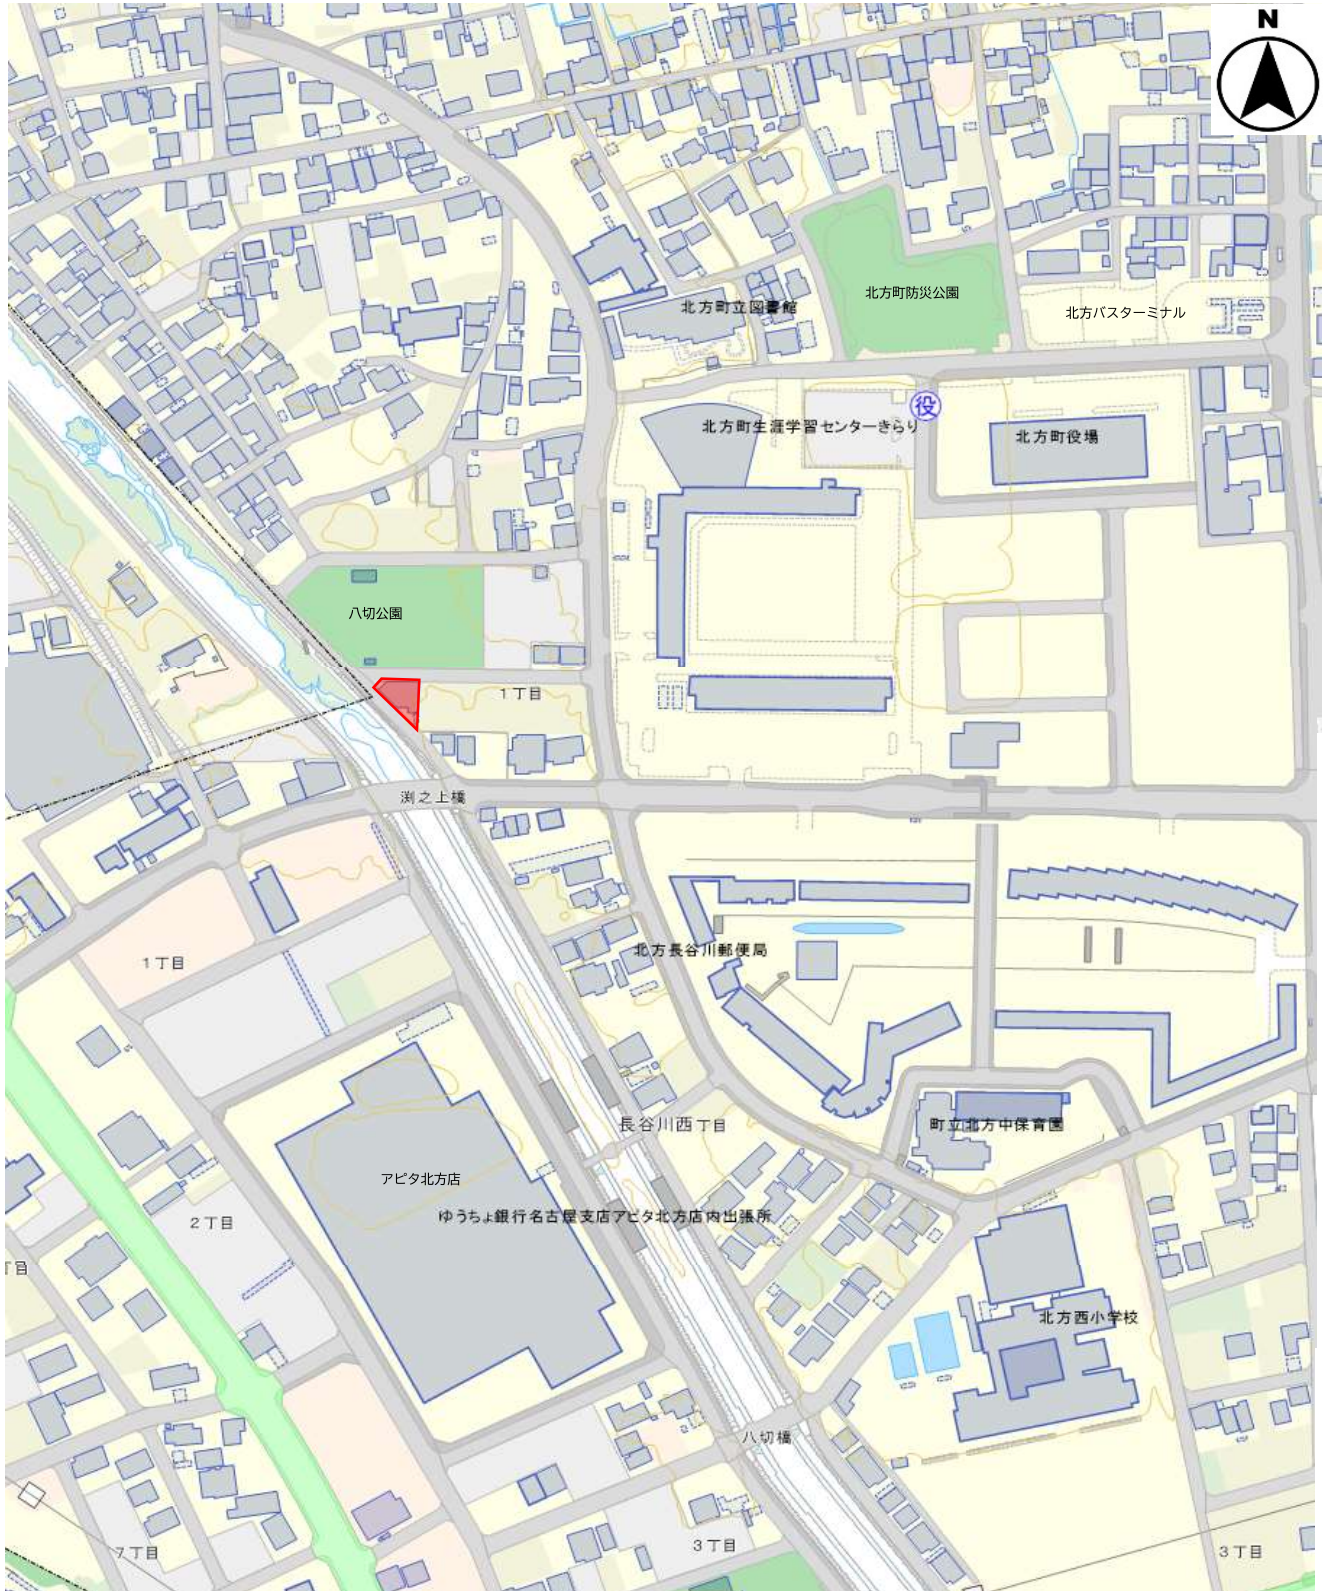 N
北方町防災公園
北方町立図書館
北方バスターミナル
役
北方町生涯学習センターきらり
北方町役場
八切公園
1丁目
渕之上橋
北方長谷川郵便局
1丁目
長谷川西丁目
町立北方中保育園
アピタ北方店
ゆうちょ銀行名古屋支店アピタ北方店内出張所
2丁目
丁目
北方西小学校
八切橋
7丁目
3丁目
3丁目